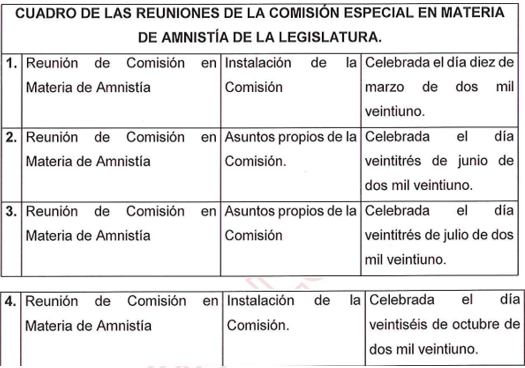 CUADRO DE LAS REUNIONES DE LA COMISIÓN ESPECIAL EN MATERIA
DE AMNISTÍA DE LA LEGISLATURA.
1. Reunión de Comisión en Instalación de la Celebrada el día diez de
Materia de Amnistía Comisión marzo de dos mil
veintiuno.
2. Reunión de Comisión en Asuntos propios de la Celebrada el día
Materia de Amnistía Comisión. veintitrés de junio de
dos mil veintiuno.
3. Reunión de Comisión en Asuntos propios de la Celebrada el día
Materia de Amnistía Comisión veintitrés de julio de dos
mil veintiuno.
4. Reunión de Comisión en Instalación de la Celebrada el día
Materia de Amnistía Comisión. veintiséis de octubre de
dos mil veintiuno.